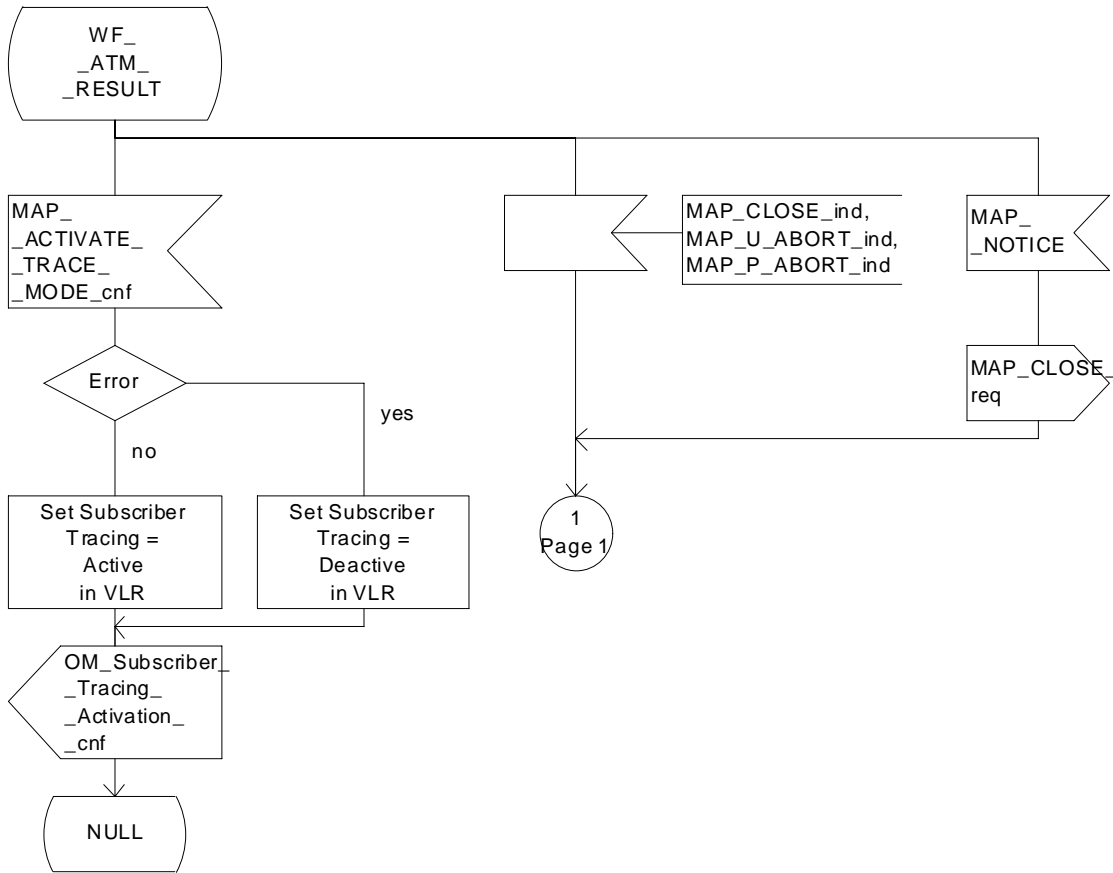 WF_
_ATM_
_RESULT
MAP_
_ACTIVATE_
_TRACE_
_MODE_cnf
MAP_CLOSE_ind,
MAP_U_ABORT_ind,
MAP_P_ABORT_ind
MAP_
_NOTICE
Error
yes
no
MAP_CLOSE_
req
Set Subscriber
Tracing =
Active
in VLR
Set Subscriber
Tracing =
Deactive
in VLR
1
Page 1
OM_Subscriber_
_Tracing_
_Activation_
_cnf
NULL